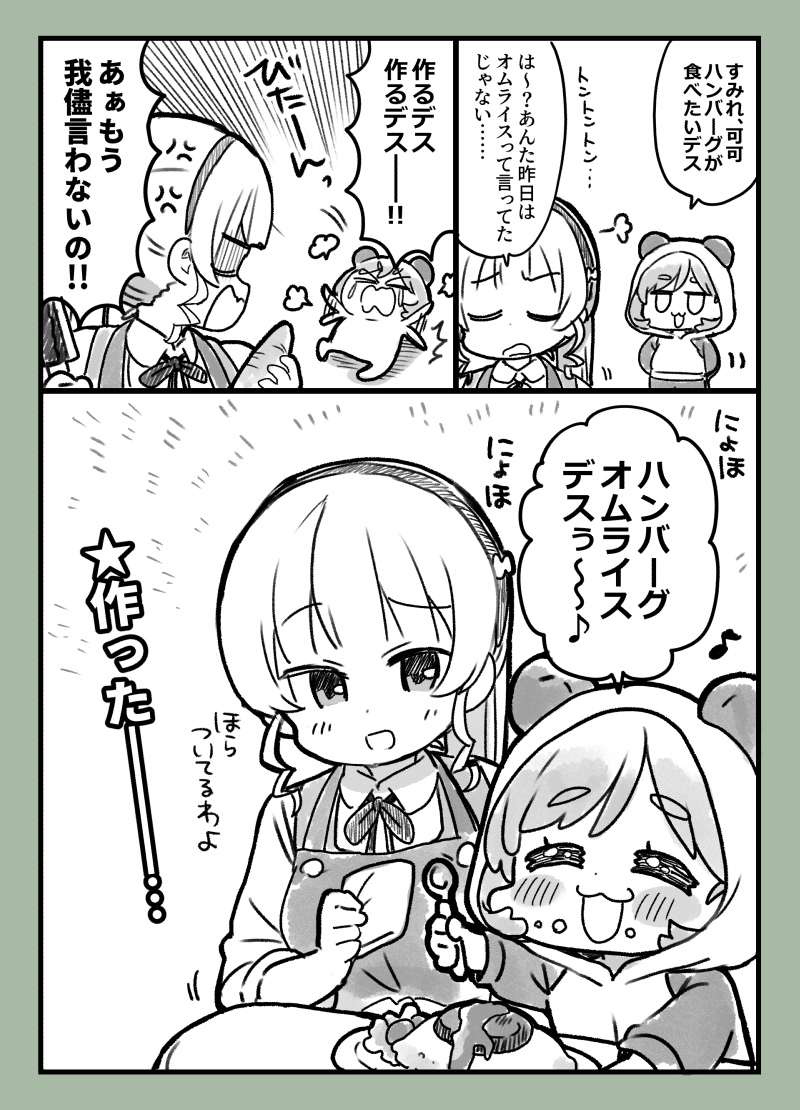 すみれ、可可
ハンバーグが
食べたいデス
トントントン…
は〜?あんた昨日は
オムライスって言ってた
じゃない……
作るデス
作るデス──!!
びたーん
あぁもう
我儘言わないの!!
にょほ
にょほ
ハンバーグ
オムライス
デスぅ〜〜♪
★作った──…
ほら
ついてるわよ